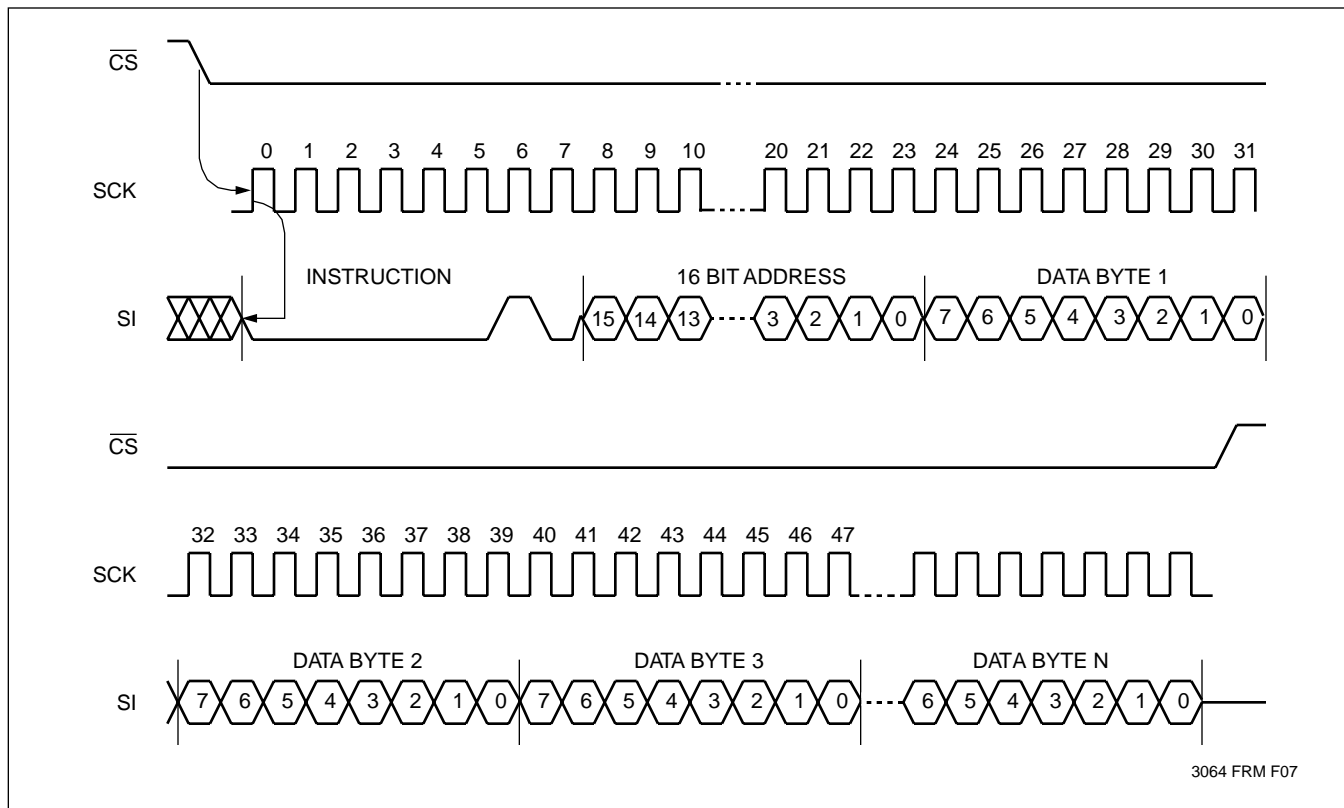 CS
0 1 2 3 4 5 6 7 8 9 10 20 21 22 23 24 25 26 27 28 29 30 31
SCK
INSTRUCTION 16 BIT ADDRESS DATA BYTE 1
SI 15 14 13 3 2 1 0 7 6 5 4 3 2 1 0
CS
32 33 34 35 36 37 38 39 40 41 42 43 44 45 46 47
SCK
DATA BYTE 2 DATA BYTE 3 DATA BYTE N
SI 7 6 5 4 3 2 1 0 7 6 5 4 3 2 1 0 6 5 4 3 2 1 0
3064 FRM F07